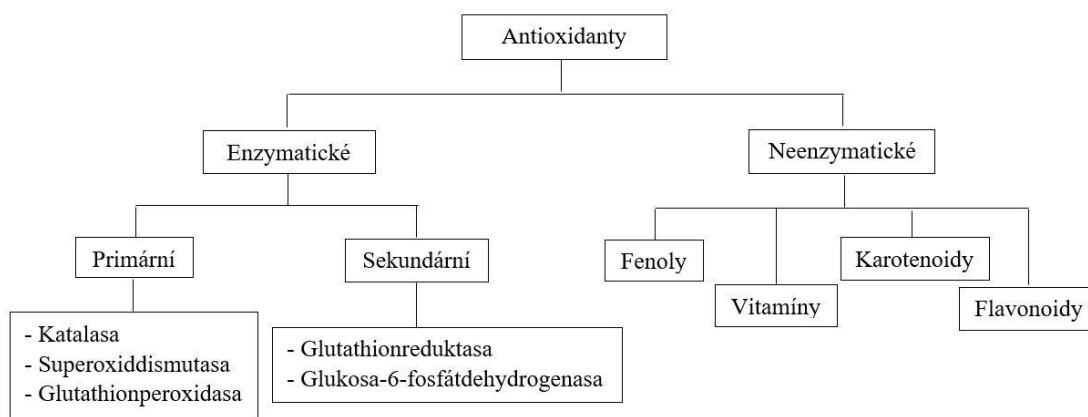 Antioxidanty
Enzymatické
Neenzymatické
Primární
Sekundární
Fenoly
Vitamíny
Karotenoidy
Flavonoidy
- Katalasa
- Superoxiddismutasa
- Glutathionperoxidasa
- Glutathionreduktasa
- Glukosa-6-fosfátdehydrogenasa